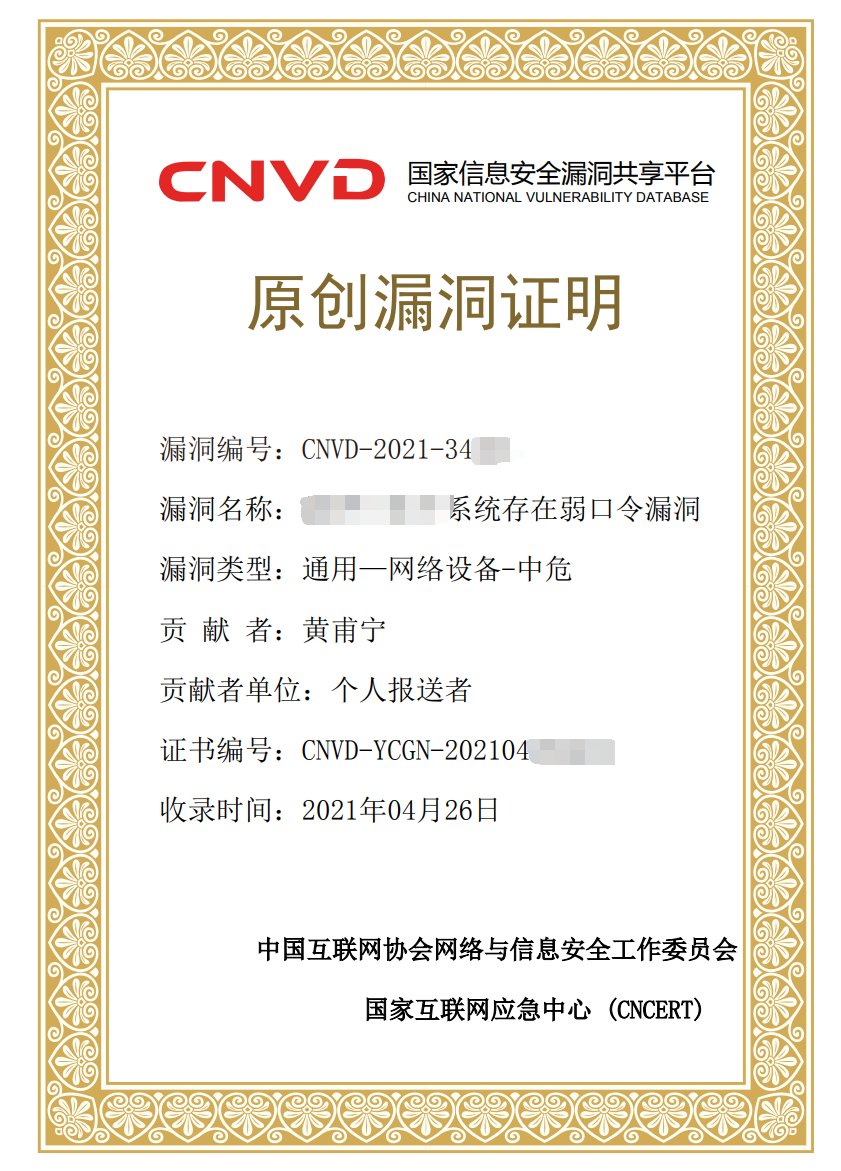 CNVD 国家信息安全漏洞共享平台
CHINA NATIONAL VULNERABILITY DATABASE
原创漏洞证明
漏洞编号：CNVD-2021-34
漏洞名称：系统存在弱口令漏洞
漏洞类型：通用—网络设备-中危
贡 献 者：黄甫宁
贡献者单位：个人报送者
证书编号：CNVD-YCGN-202104
收录时间：2021年04月26日
中国互联网协会网络与信息安全工作委员会
国家互联网应急中心（CNCERT）